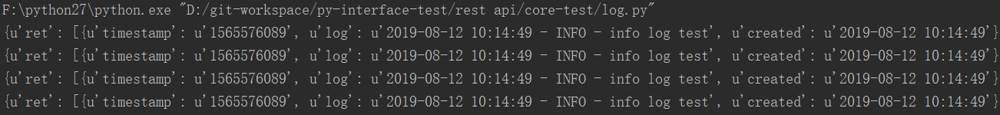 F:\python27\python.exe "D:/git-workspace/py-interface-test/rest api/core-test/log.py"
{u'ret': [{u'timestamp': u'1565576089', u'log': u'2019-08-12 10:14:49 - INFO - info log test', u'created': u'2019-08-12 10:14:49'}
{u'ret': [{u'timestamp': u'1565576089', u'log': u'2019-08-12 10:14:49 - INFO - info log test', u'created': u'2019-08-12 10:14:49'}
{u'ret': [{u'timestamp': u'1565576089', u'log': u'2019-08-12 10:14:49 - INFO - info log test', u'created': u'2019-08-12 10:14:49'}
{u'ret': [{u'timestamp': u'1565576089', u'log': u'2019-08-12 10:14:49 - INFO - info log test', u'created': u'2019-08-12 10:14:49'}